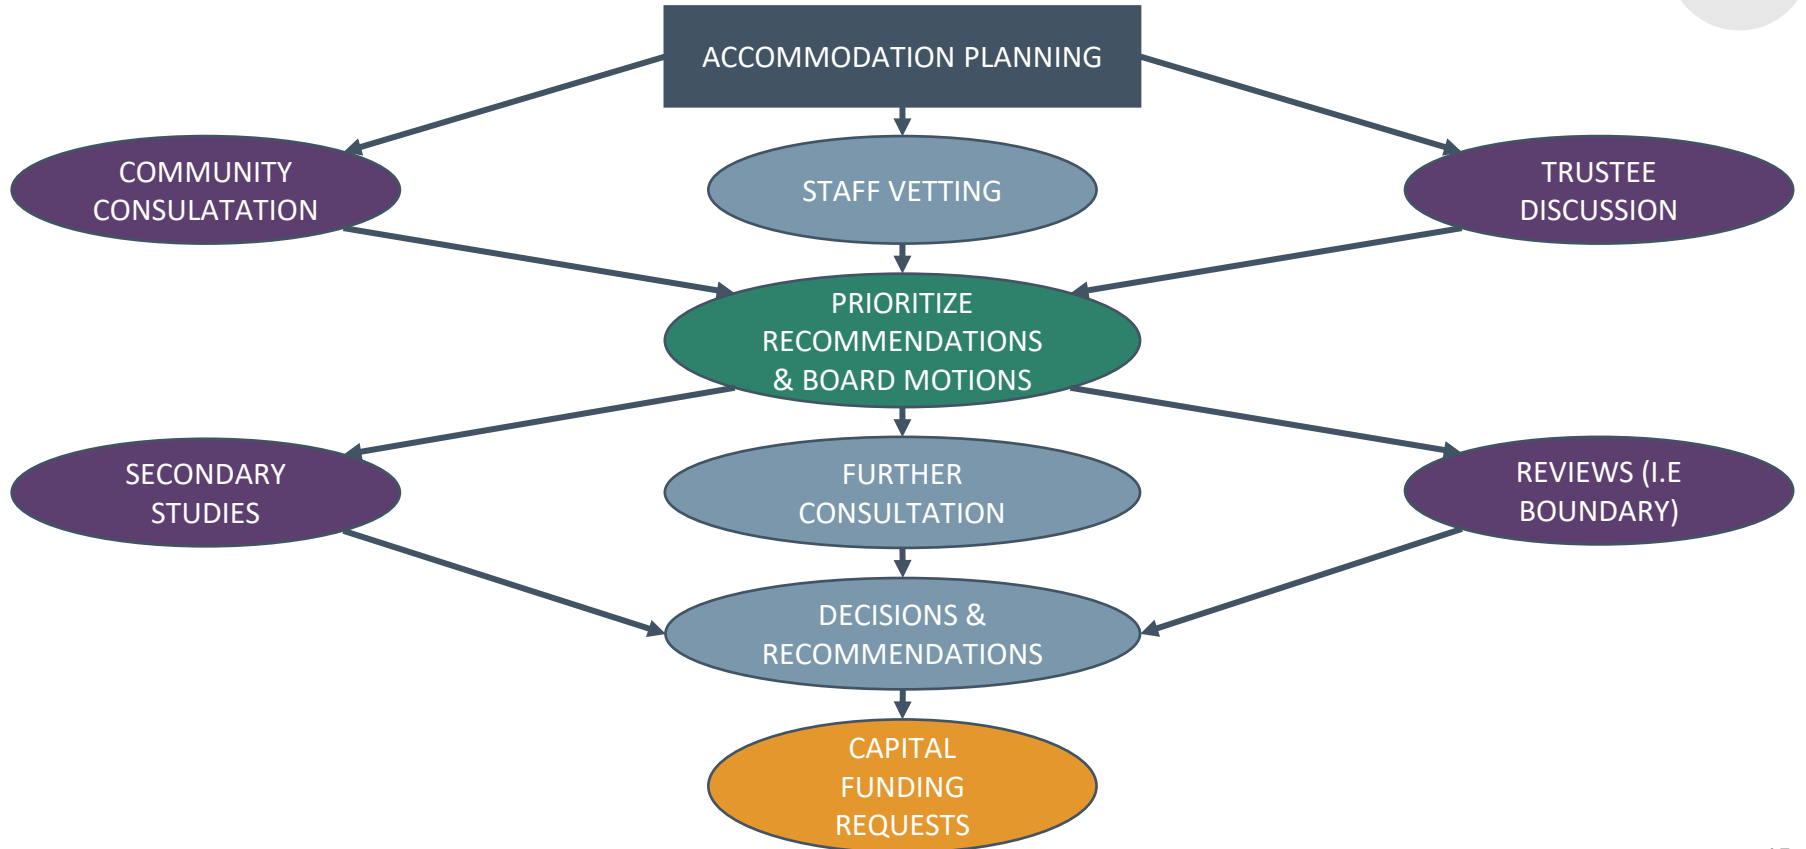 ACCOMMODATION PLANNING
COMMUNITY
CONSULATATION
STAFF VETTING
TRUSTEE
DISCUSSION
PRIORITIZE
RECOMMENDATIONS
& BOARD MOTIONS
SECONDARY
STUDIES
FURTHER
CONSULTATION
REVIEWS (I.E
BOUNDARY)
DECISIONS &
RECOMMENDATIONS
CAPITAL
FUNDING
REQUESTS